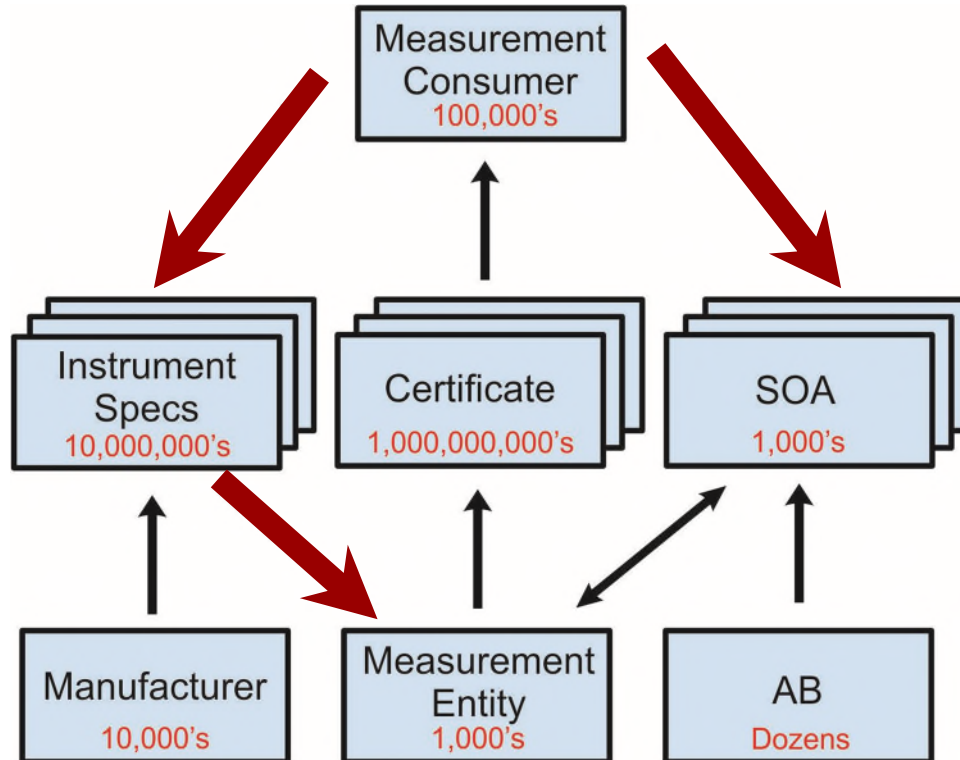 Measurement
Consumer
100,000's
Instrument
Specs
10,000,000's
Certificate
1,000,000,000's
SOA
1,000's
Manufacturer
10,000's
Measurement
Entity
1,000's
AB
Dozens